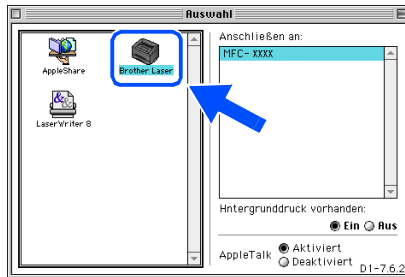 Auswahl
AppleShare
Brother Laser
LaserWriter 8
Anschließen an:
MFC- XXXX
Hintergrunddruck vorhanden:
Ein Aus
AppleTalk
Aktiviert
Deaktiviert
D1-7.6.2